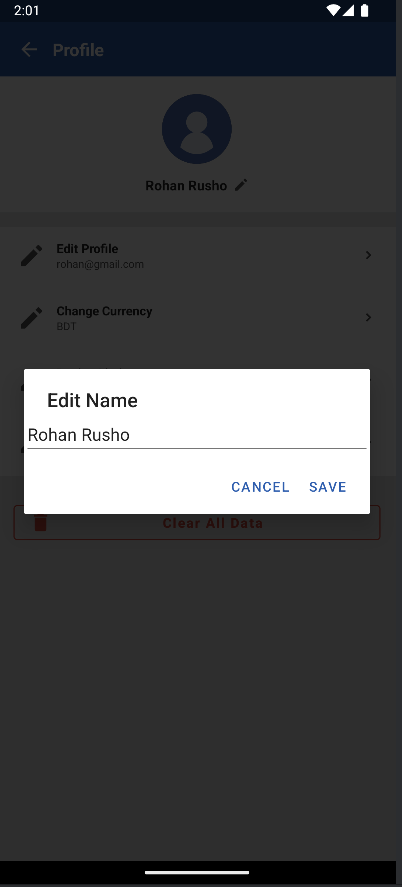 2:01
Profile
Rohan Rusho
Edit Profile
rohan@gmail.com
Change Currency
BDT
Edit Name
Rohan Rusho
CANCEL SAVE
Clear All Data